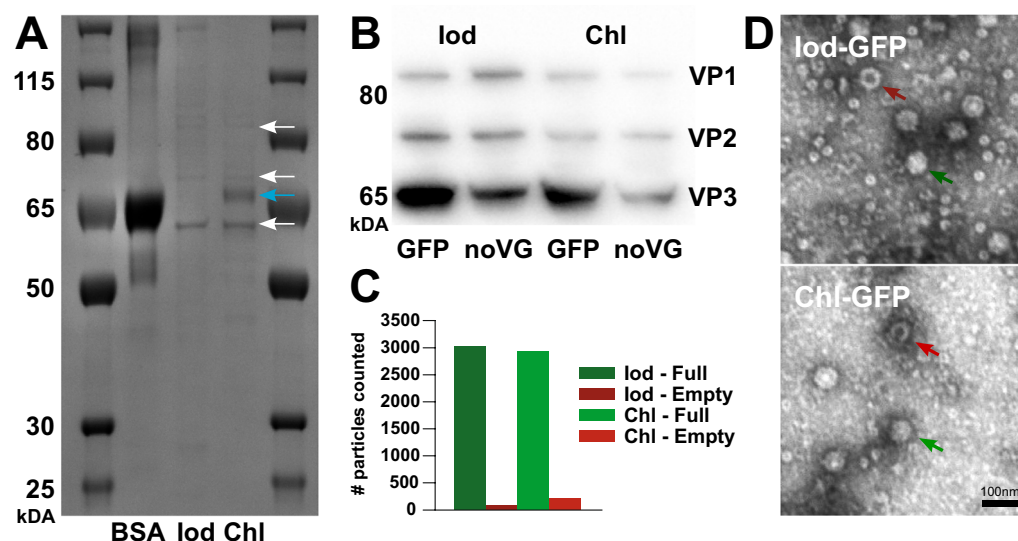 A
115
80
65
50
30
25
kDA
BSA Iod Chl
B
Iod Chl
80
65
kDA
VP1
VP2
VP3
GFP noVG GFP noVG
C
# particles counted
3500
3000
2500
2000
1500
1000
500
0
Iod - Full
Iod - Empty
Chl - Full
Chl - Empty
D
Iod-GFP
Chl-GFP
100nm